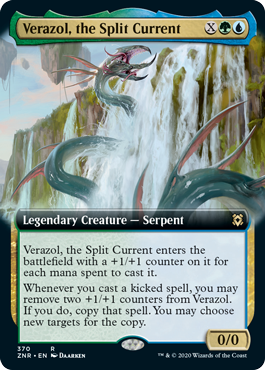 Verazol, the Split Current X
Legendary Creature — Serpent
Verazol, the Split Current enters the
battlefield with a +1/+1 counter on it for
each mana spent to cast it.
Whenever you cast a kicked spell, you may
remove two +1/+1 counters from Verazol.
If you do, copy that spell. You may choose
new targets for the copy.
0/0
370 R
ZNR • EN Daarken
™ & © 2020 Wizards of the Coast